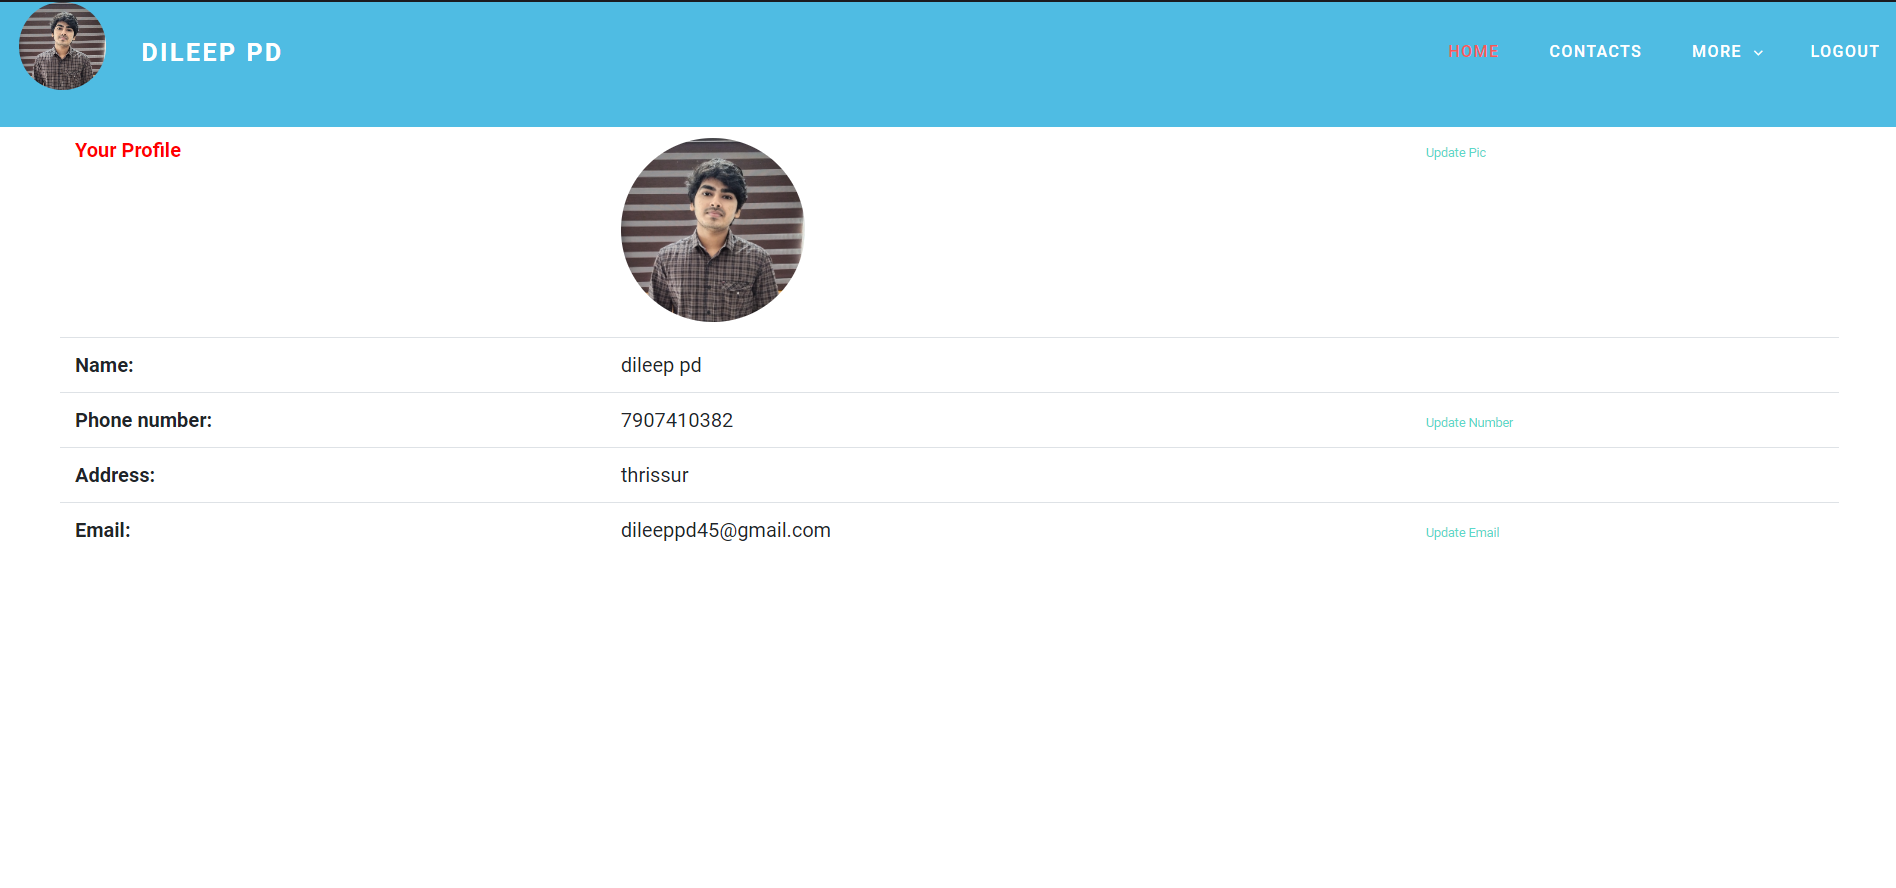 DILEEP PD HOME CONTACTS MORE LOGOUT
Your Profile Update Pic
Name: dileep pd
Phone number: 7907410382 Update Number
Address: thrissur
Email: dileeppd45@gmail.com Update Email